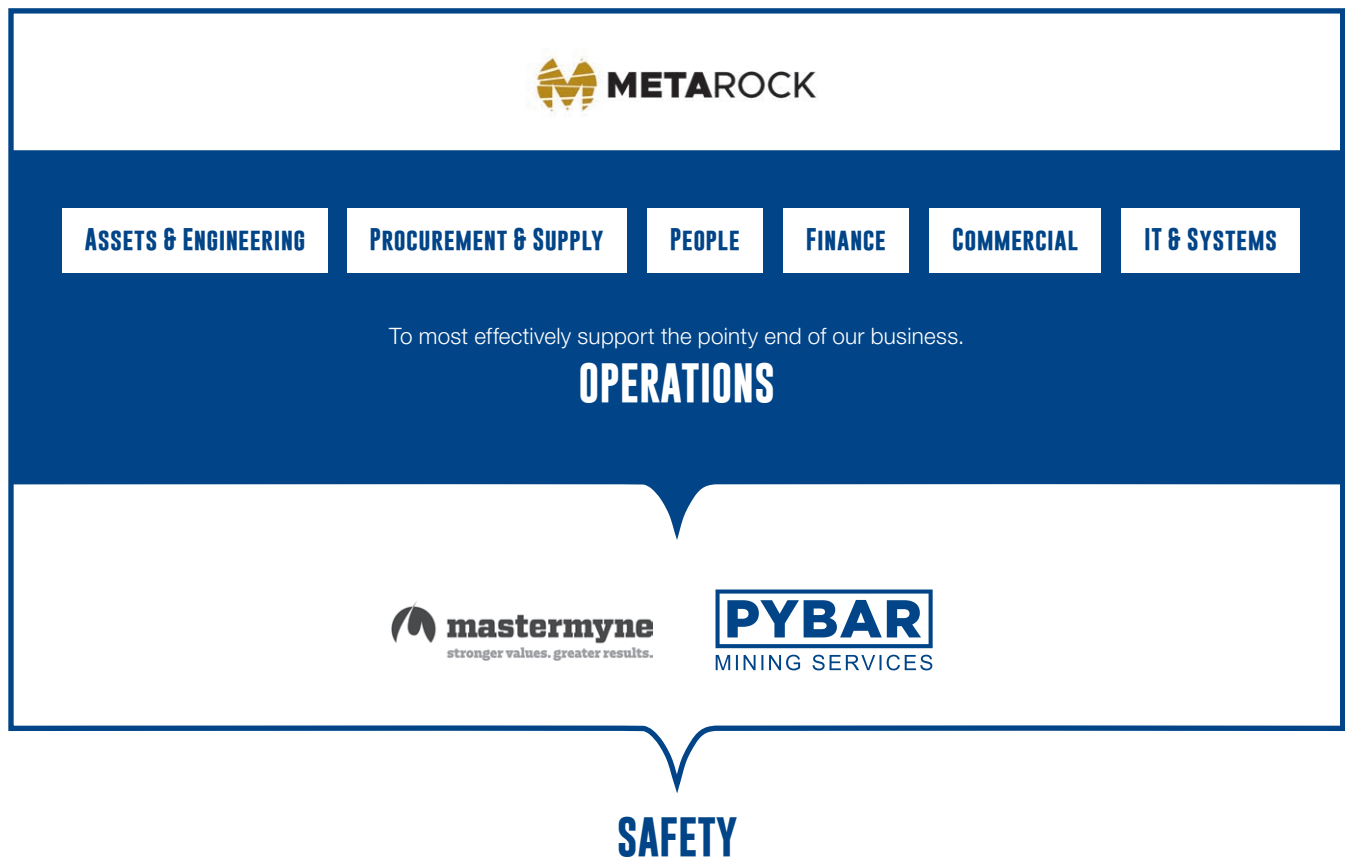 METAROCK
ASSETS & ENGINEERING
PROCUREMENT & SUPPLY
PEOPLE
FINANCE
COMMERCIAL
IT & SYSTEMS
To most effectively support the pointy end of our business.
OPERATIONS
mastermyne
stronger values. greater results.
PYBAR
MINING SERVICES
SAFETY